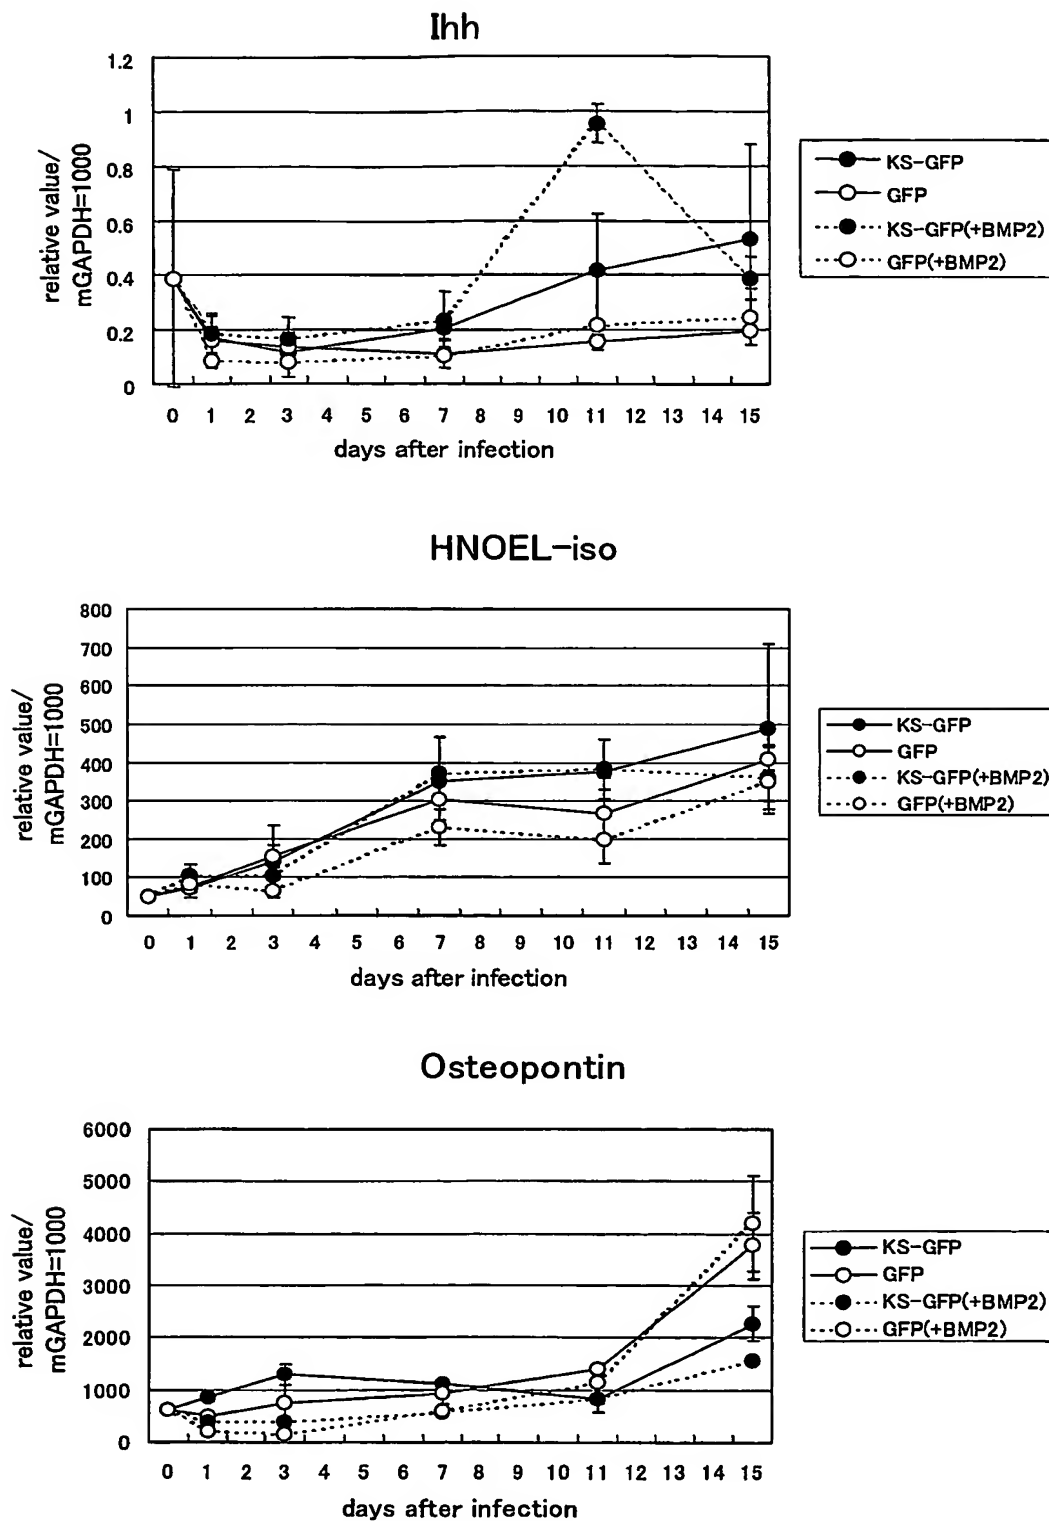 Ihh
relative value/
mGAPDH=1000
1.2
1
0.8
0.6
0.4
0.2
0
0 1 2 3 4 5 6 7 8 9 10 11 12 13 14 15
days after infection
KS-GFP
GFP
KS-GFP(+BMP2)
GFP(+BMP2)
HNOEL-iso
relative value/
mGAPDH=1000
800
700
600
500
400
300
200
100
0
0 1 2 3 4 5 6 7 8 9 10 11 12 13 14 15
days after infection
KS-GFP
GFP
KS-GFP(+BMP2)
GFP(+BMP2)
Osteopontin
relative value/
mGAPDH=1000
6000
5000
4000
3000
2000
1000
0
0 1 2 3 4 5 6 7 8 9 10 11 12 13 14 15
days after infection
KS-GFP
GFP
KS-GFP(+BMP2)
GFP(+BMP2)